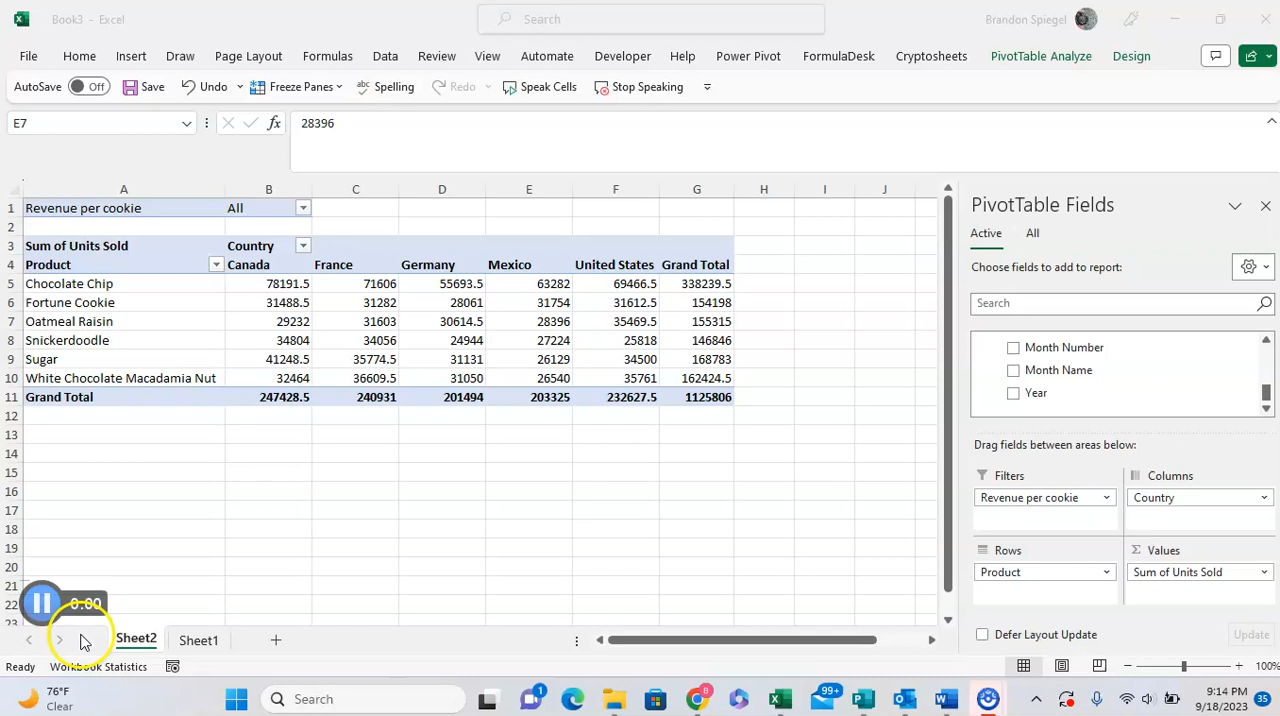 Book3 - Excel
Search
Brandon Spiegel
File Home Insert Draw Page Layout Formulas Data Review View Automate Developer Help Power Pivot FormulaDesk Cryptosheets PivotTable Analyze Design
AutoSave Off Save Undo Freeze Panes Spelling Redo Speak Cells Stop Speaking
E7 fx 28396
A B C D E F G H I J
1 Revenue per cookie All
2
3 Sum of Units Sold Country
4 Product Canada France Germany Mexico United States Grand Total
5 Chocolate Chip 78191.5 71606 55693.5 63282 69466.5 338239.5
6 Fortune Cookie 31488.5 31282 28061 31754 31612.5 154198
7 Oatmeal Raisin 29232 31603 30614.5 28396 35469.5 155315
8 Snickerdoodle 34804 34056 24944 27224 25818 146846
9 Sugar 41248.5 35774.5 31131 26129 34500 168783
10 White Chocolate Macadamia Nut 32464 36609.5 31050 26540 35761 162424.5
11 Grand Total 247428.5 240931 201494 203325 232627.5 1125806
12
13
14
15
16
17
18
19
20
21
22
23
0:00
Sheet2 Sheet1
Ready Workbook Statistics 100%
PivotTable Fields
Active All
Choose fields to add to report:
Search
Month Number
Month Name
Year
Drag fields between areas below:
Filters Columns
Revenue per cookie Country
Rows Values
Product Sum of Units Sold
Defer Layout Update Update
76°F
Clear
Search
1
99+
9:14 PM
9/18/2023
35